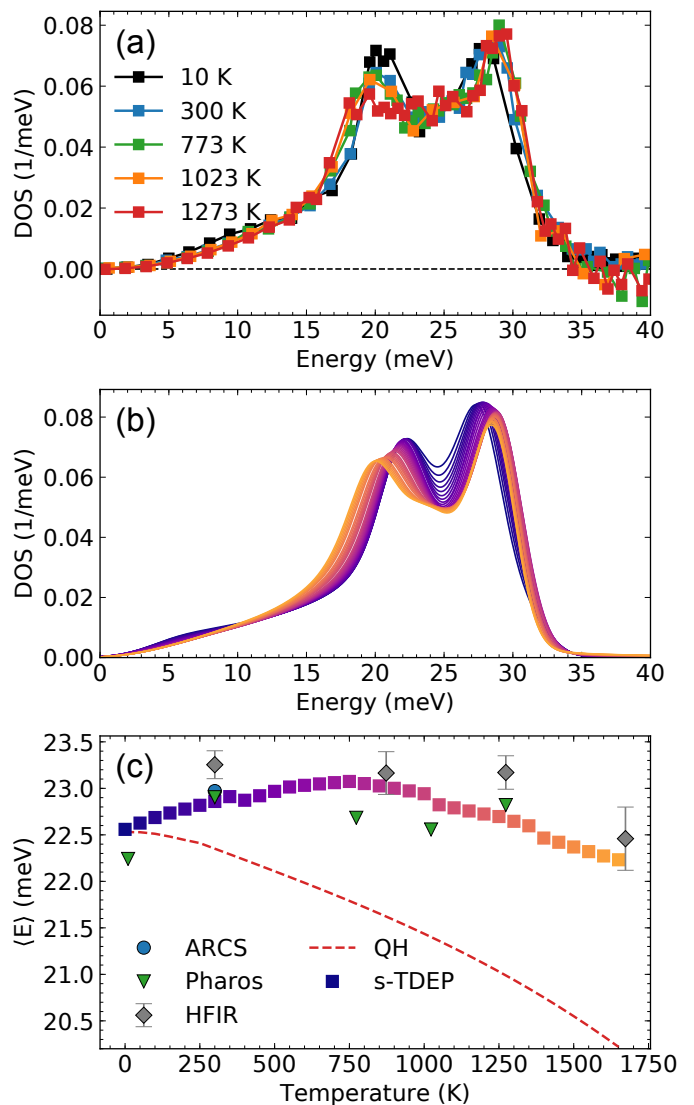 (a)
10 K
300 K
773 K
1023 K
1273 K
DOS (1/meV)
0.08
0.06
0.04
0.02
0.00
0 5 10 15 20 25 30 35 40
Energy (meV)
(b)
DOS (1/meV)
0.08
0.06
0.04
0.02
0.00
0 5 10 15 20 25 30 35 40
Energy (meV)
(c)
⟨E⟩ (meV)
23.5
23.0
22.5
22.0
21.5
21.0
20.5
ARCS
Pharos
HFIR
QH
s-TDEP
0 250 500 750 1000 1250 1500 1750
Temperature (K)